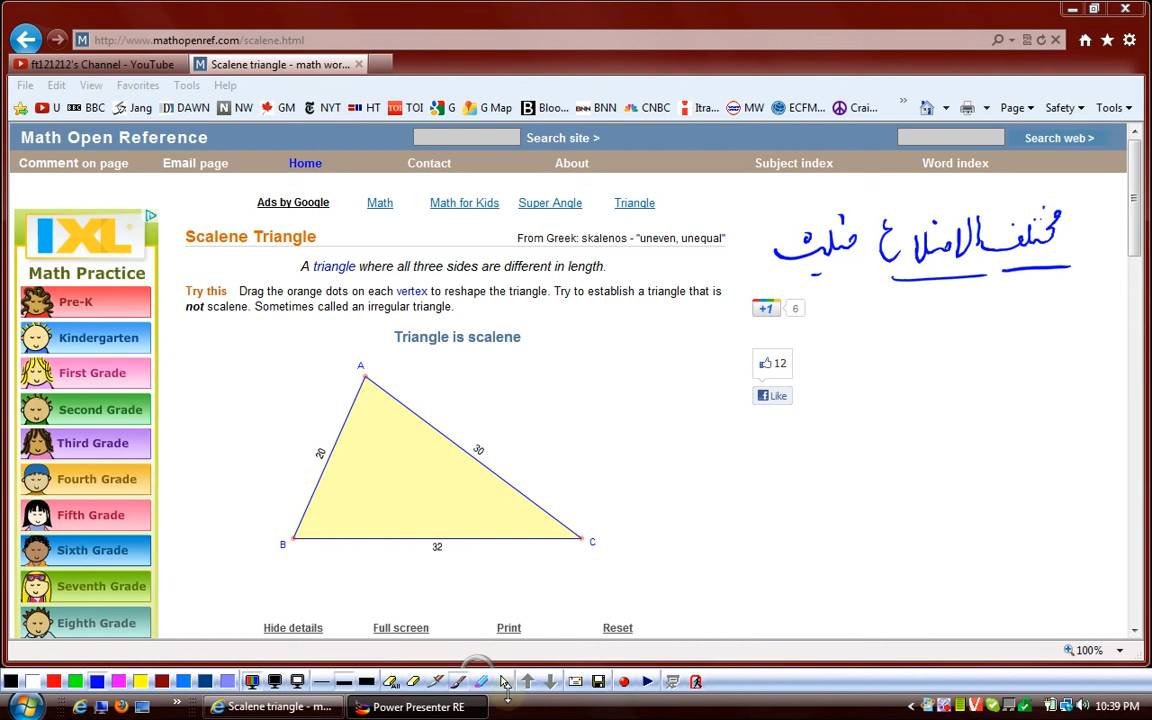 http://www.mathopenref.com/scalene.html
ft121212's Channel - YouTube
Scalene triangle - math wor...
File Edit View Favorites Tools Help
U BBC Jang DAWN NW GM NYT HT TOI G G Map Bloo... BNN CNBC Itra... MW ECFM... Crai... Page Safety Tools
Math Open Reference Search site > Search web >
Comment on page Email page Home Contact About Subject index Word index
Ads by Google Math Math for Kids Super Angle Triangle
IXL
Math Practice
Pre-K
Kindergarten
First Grade
Second Grade
Third Grade
Fourth Grade
Fifth Grade
Sixth Grade
Seventh Grade
Eighth Grade
Scalene Triangle From Greek: skalenos - "uneven, unequal"
مختلف الاضلاع مثلث
A triangle where all three sides are different in length.
Try this Drag the orange dots on each vertex to reshape the triangle. Try to establish a triangle that is
not scalene. Sometimes called an irregular triangle.
+1 6
Triangle is scalene
12
Like
A
20
30
B
32
C
Hide details Full screen Print Reset
100%
Scalene triangle - m...
Power Presenter RE
10:39 PM